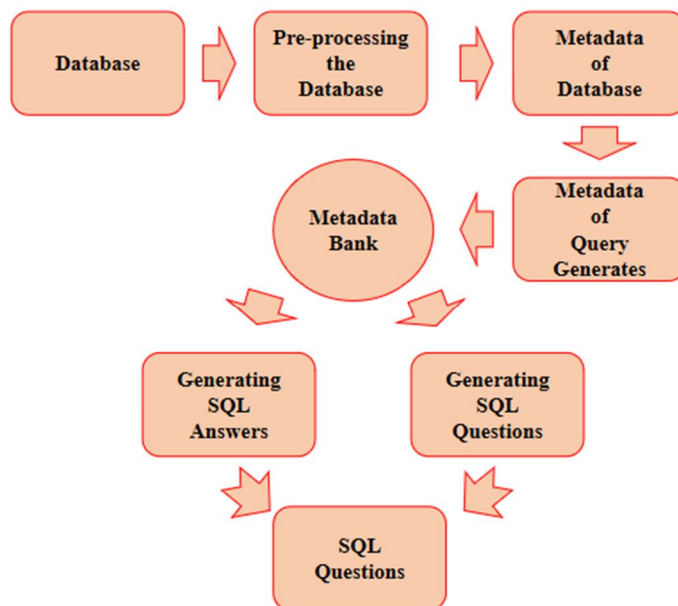 Database
Pre-processing
the
Database
Metadata
of
Database
Metadata
Bank
Metadata
of
Query
Generates
Generating
SQL
Answers
Generating
SQL
Questions
SQL
Questions